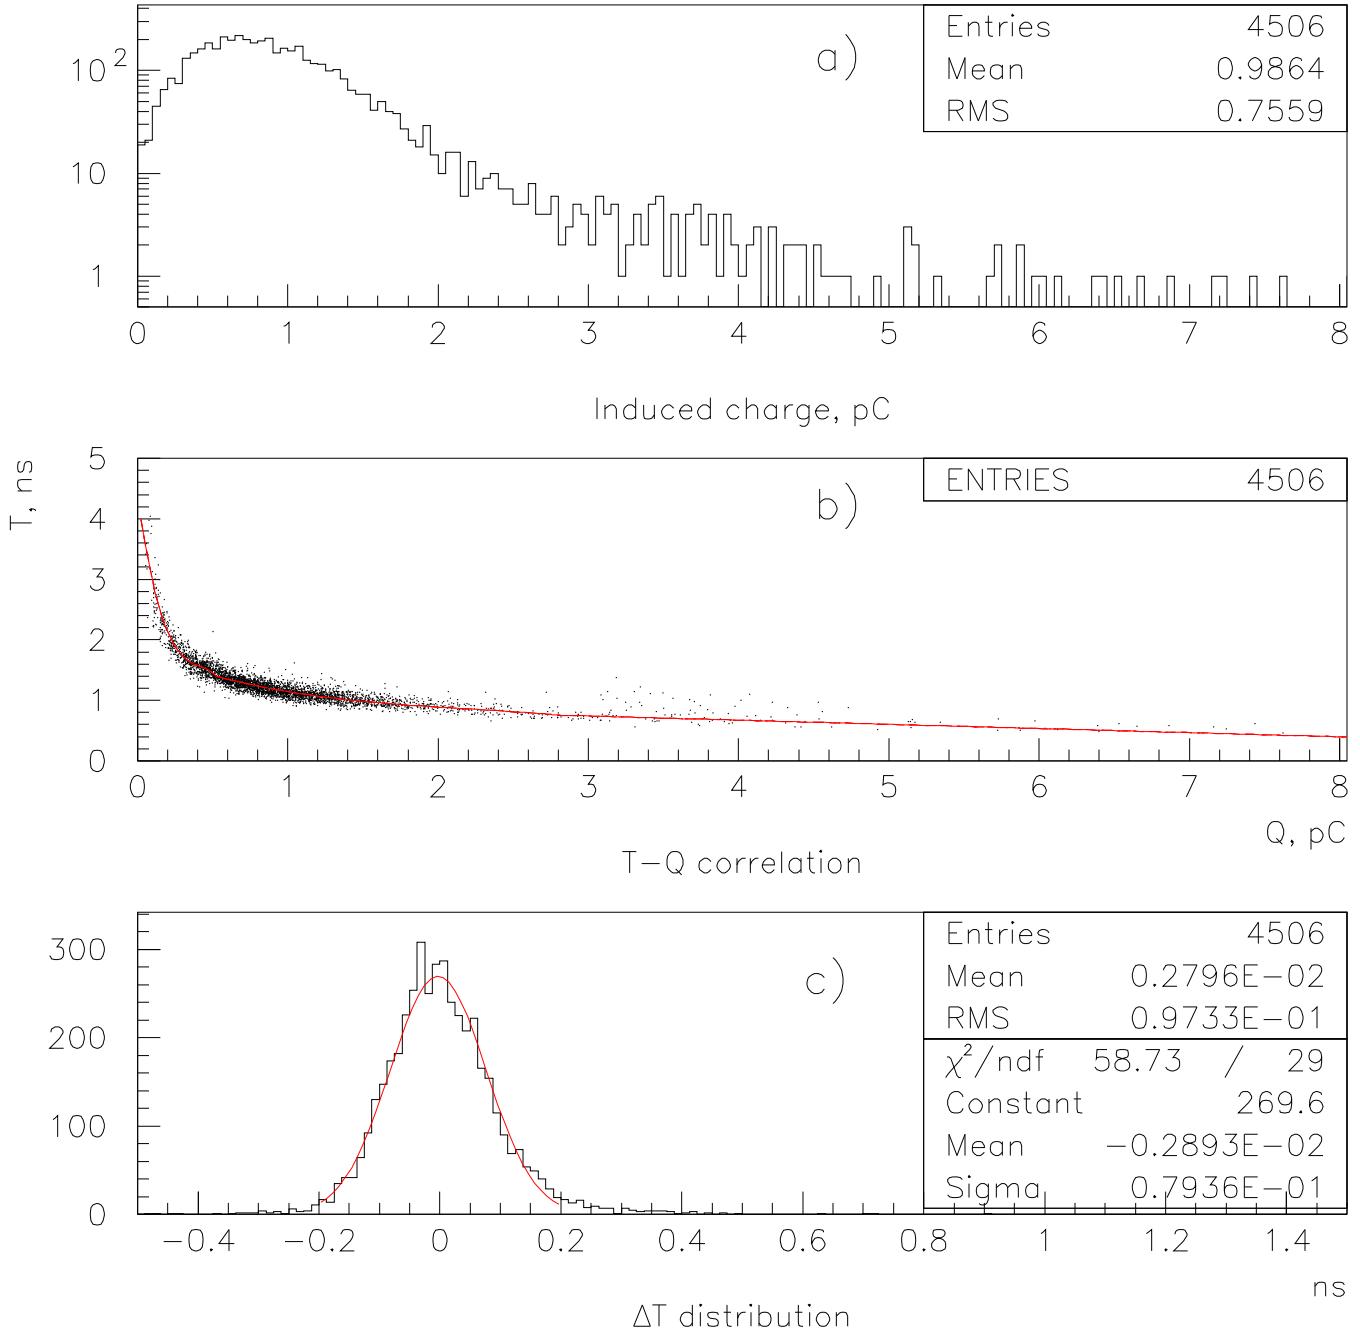 a)
Entries 4506
Mean 0.9864
RMS 0.7559
10²
10
1
0 1 2 3 4 5 6 7 8
Induced charge, pC
T, ns
b)
ENTRIES 4506
5
4
3
2
1
0
0 1 2 3 4 5 6 7 8
Q, pC
T−Q correlation
c)
Entries 4506
Mean 0.2796E−02
RMS 0.9733E−01
χ²/ndf 58.73 / 29
Constant 269.6
Mean −0.2893E−02
Sigma 0.7936E−01
300
200
100
0
−0.4 −0.2 0 0.2 0.4 0.6 0.8 1 1.2 1.4
ns
ΔT distribution